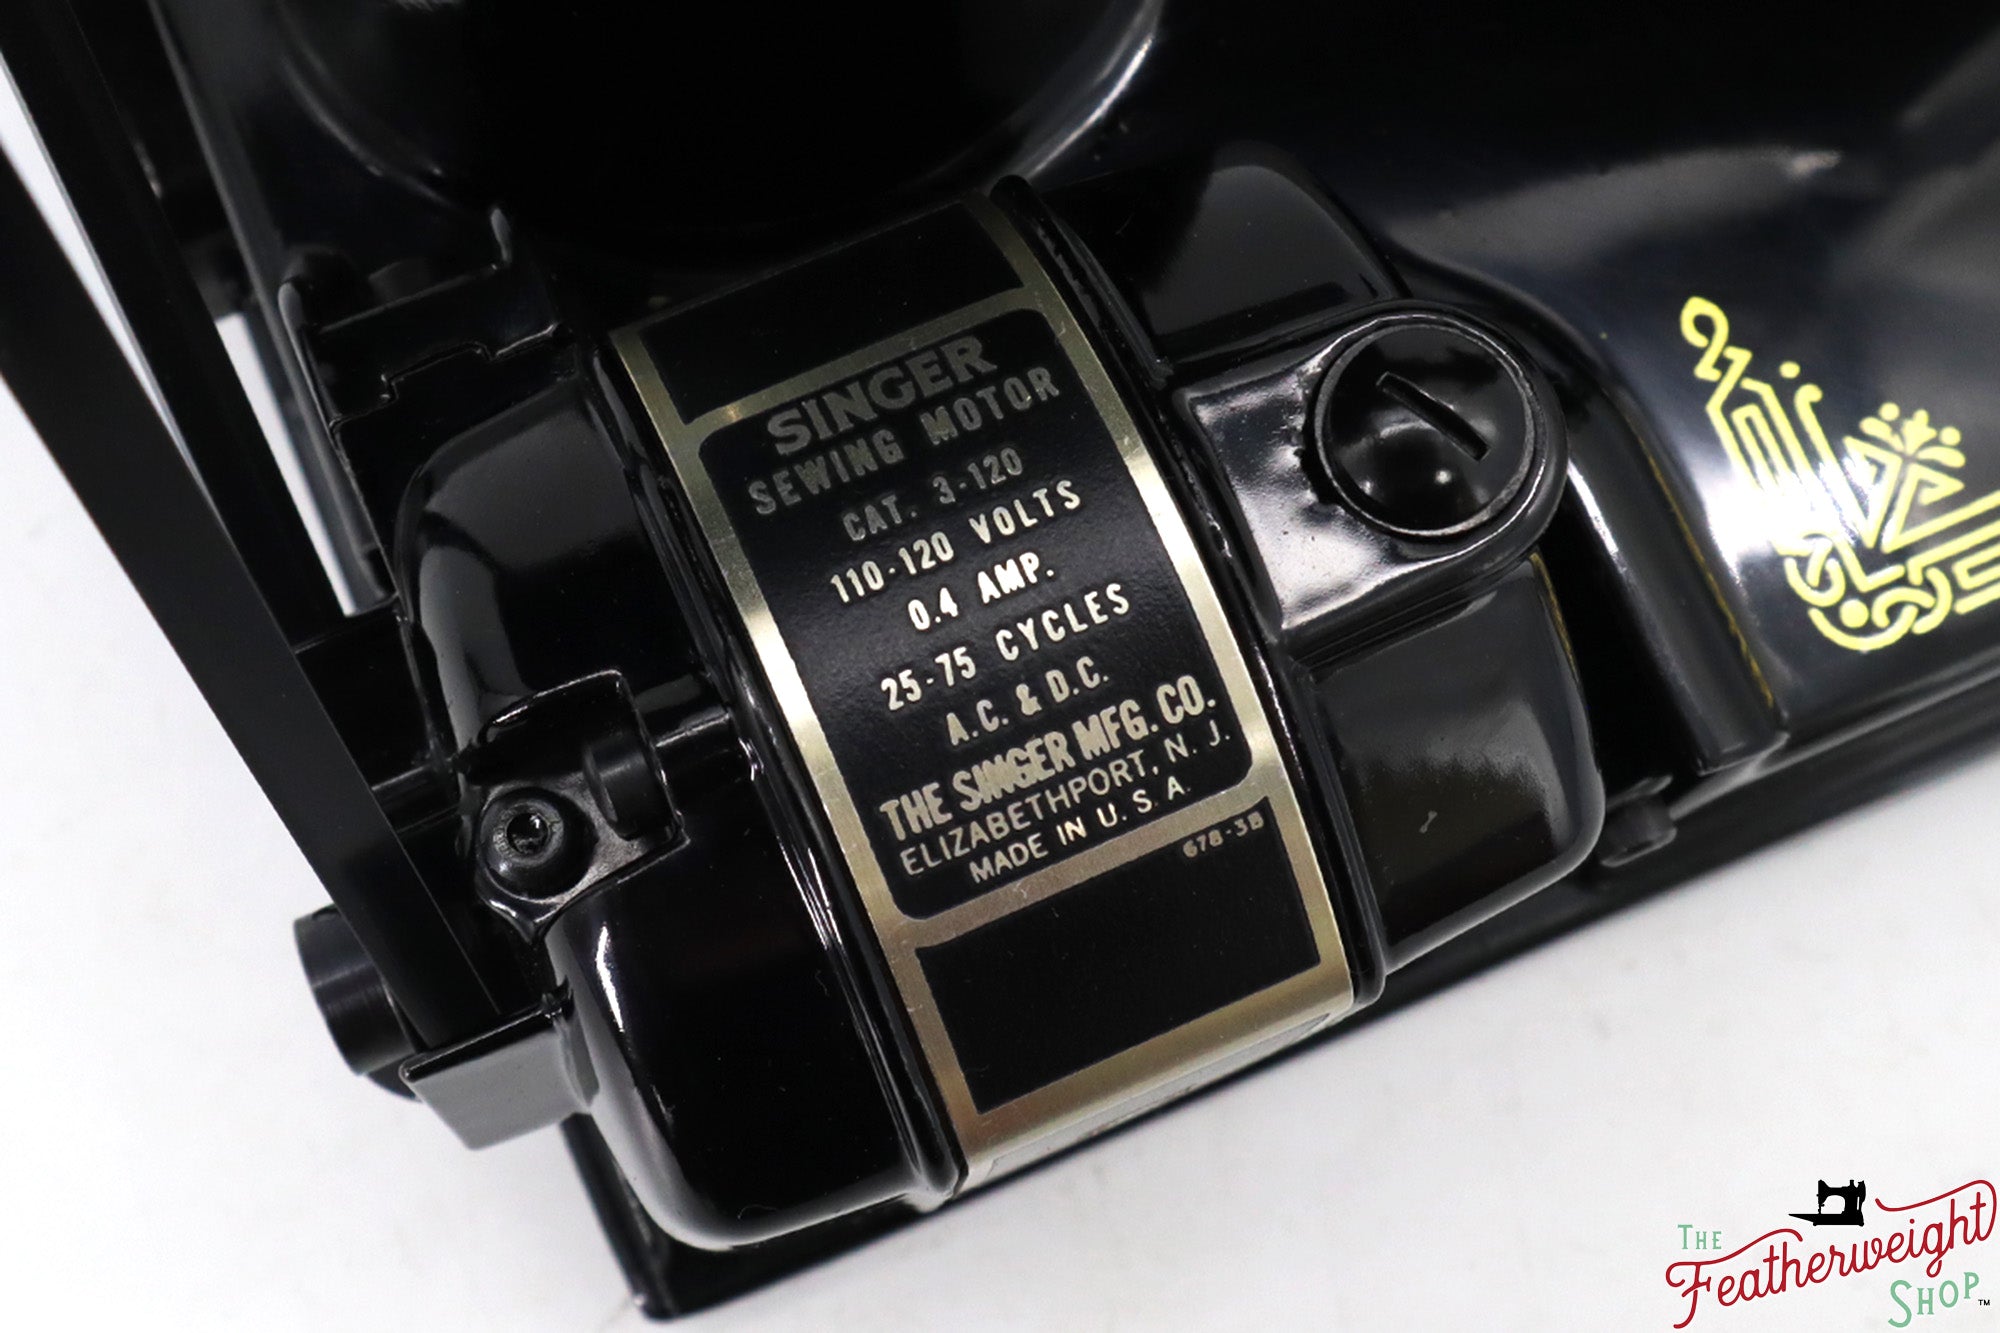 SINGER
SEWING MOTOR
CAT. 3-120
110-120 VOLTS
0.4 AMP.
25-75 CYCLES
A.C. & D.C.
THE SINGER MFG. CO.
ELIZABETHPORT, N. J.
MADE IN U. S. A.
678-3B
THE
Featherweight
SHOP™